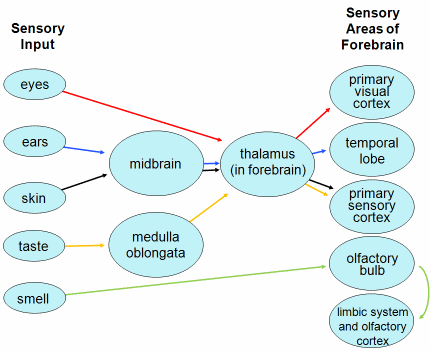 Sensory
Input
Sensory
Areas of
Forebrain
eyes
ears
skin
taste
smell
midbrain
medulla
oblongata
thalamus
(in forebrain)
primary
visual
cortex
temporal
lobe
primary
sensory
cortex
olfactory
bulb
limbic system
and olfactory
cortex